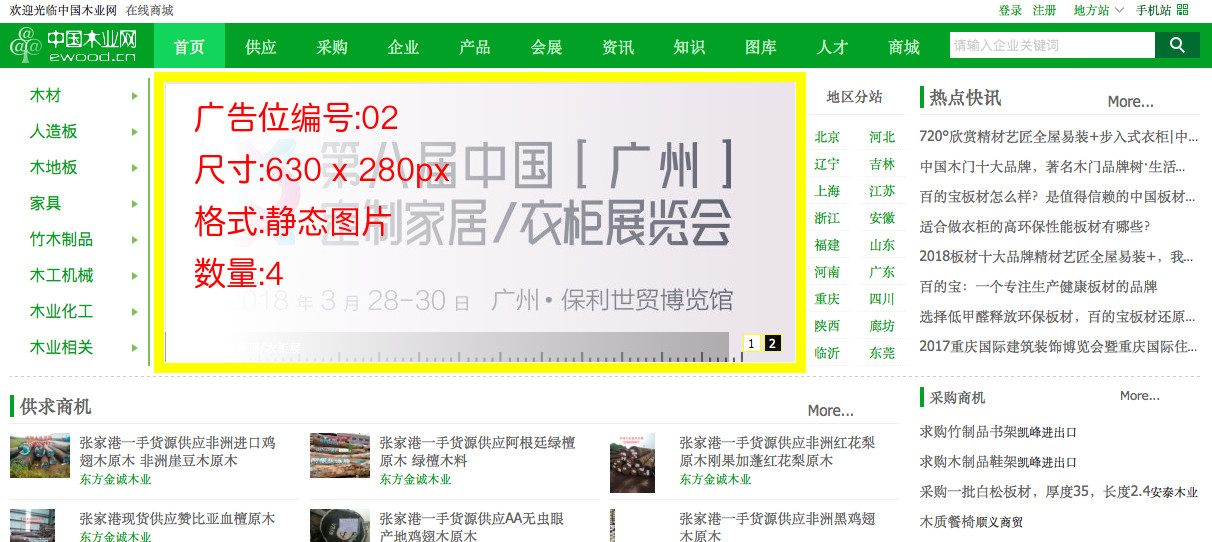 欢迎光临中国木业网 在线商城
登录 注册 地方站 手机站
中国木业网
ewood.cn
首页 供应 采购 企业 产品 会展 资讯 知识 图库 人才 商城
请输入企业关键词
木材
人造板
木地板
家具
竹木制品
木工机械
木业化工
木业相关
广告位编号:02
尺寸:630 x 280px
格式:静态图片
数量:4
第八届中国［广州］
定制家居/衣柜展览会
2018 年 3 月 28-30 日 广州·保利世贸博览馆
1 2
地区分站
北京 河北
辽宁 吉林
上海 江苏
浙江 安徽
福建 山东
河南 广东
重庆 四川
陕西 廊坊
临沂 东莞
热点快讯 More...
720°欣赏精材艺匠全屋易装+步入式衣柜|中...
中国木门十大品牌，著名木门品牌树“生活...
百的宝板材怎么样？是值得信赖的中国板材...
适合做衣柜的高环保性能板材有哪些?
2018板材十大品牌精材艺匠全屋易装+，我...
百的宝：一个专注生产健康板材的品牌
选择低甲醛释放环保板材，百的宝板材还原...
2017重庆国际建筑装饰博览会暨重庆国际住...
供求商机 More...
张家港一手货源供应非洲进口鸡
翅木原木 非洲崖豆木原木
东方金诚木业
张家港一手货源供应阿根廷绿檀
原木 绿檀木料
东方金诚木业
张家港一手货源供应非洲红花梨
原木刚果加蓬红花梨原木
东方金诚木业
张家港现货供应赞比亚血檀原木
东方金诚木业
张家港一手货源供应AA无虫眼
产地鸡翅木原木
张家港一手货源供应非洲黑鸡翅
木原木
采购商机 More...
求购竹制品书架凯峰进出口
求购木制品鞋架凯峰进出口
采购一批白松板材，厚度35，长度2.4安泰木业
木质餐椅顺义商贸